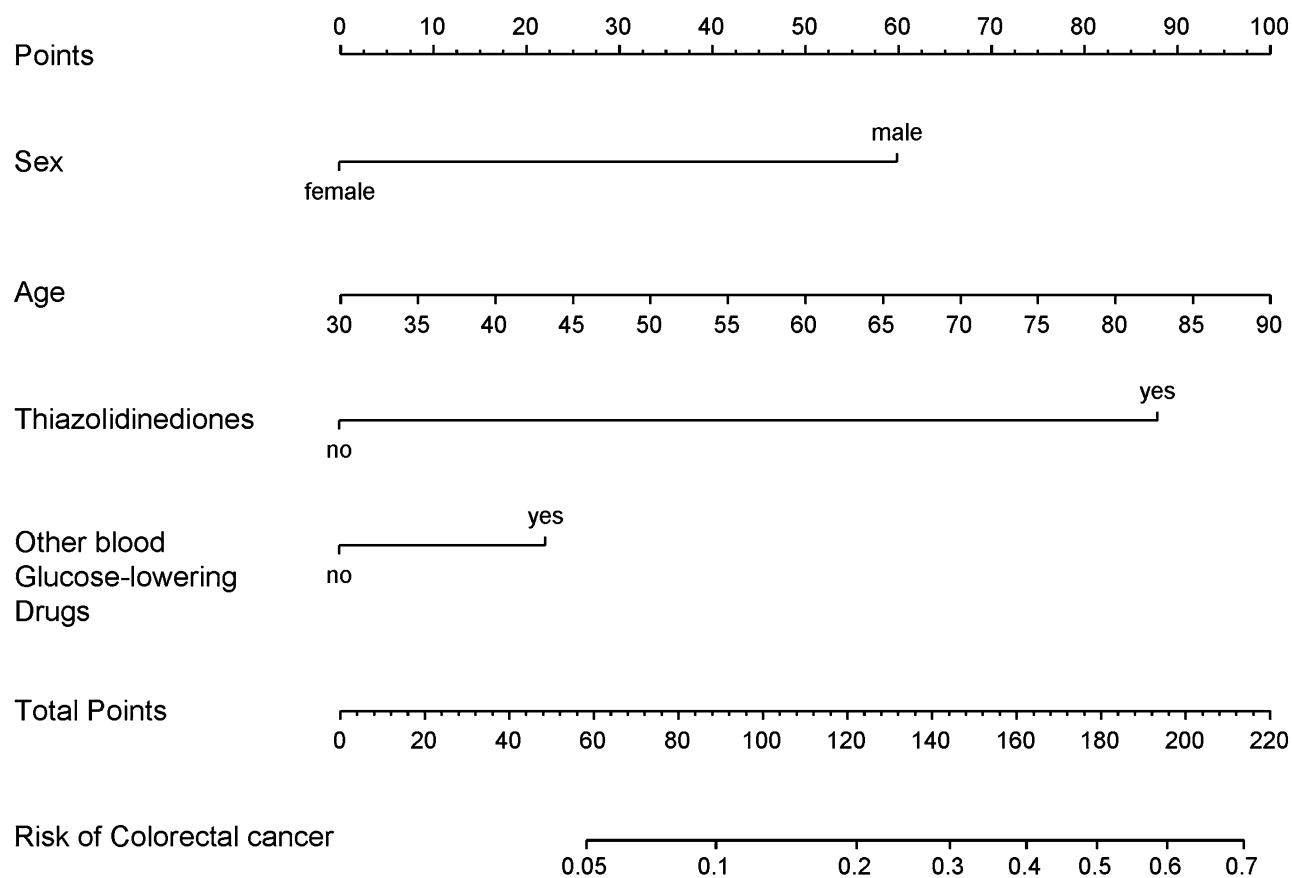 0 10 20 30 40 50 60 70 80 90 100
Points
male
Sex
female
Age
30 35 40 45 50 55 60 65 70 75 80 85 90
yes
Thiazolidinediones
no
yes
Other blood
Glucose-lowering
Drugs
no
Total Points
0 20 40 60 80 100 120 140 160 180 200 220
Risk of Colorectal cancer
0.05 0.1 0.2 0.3 0.4 0.5 0.6 0.7